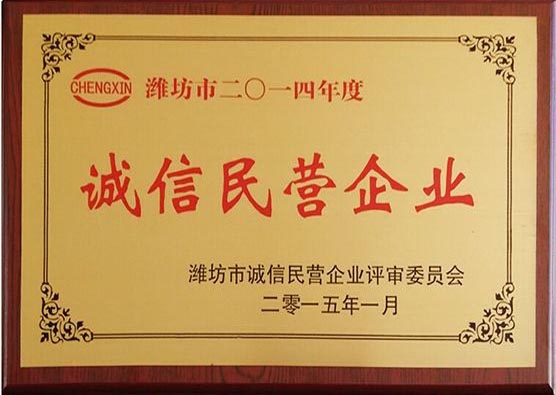 CHENGXIN 潍坊市二〇一四年度
诚信民营企业
潍坊市诚信民营企业评审委员会
二零一五年一月